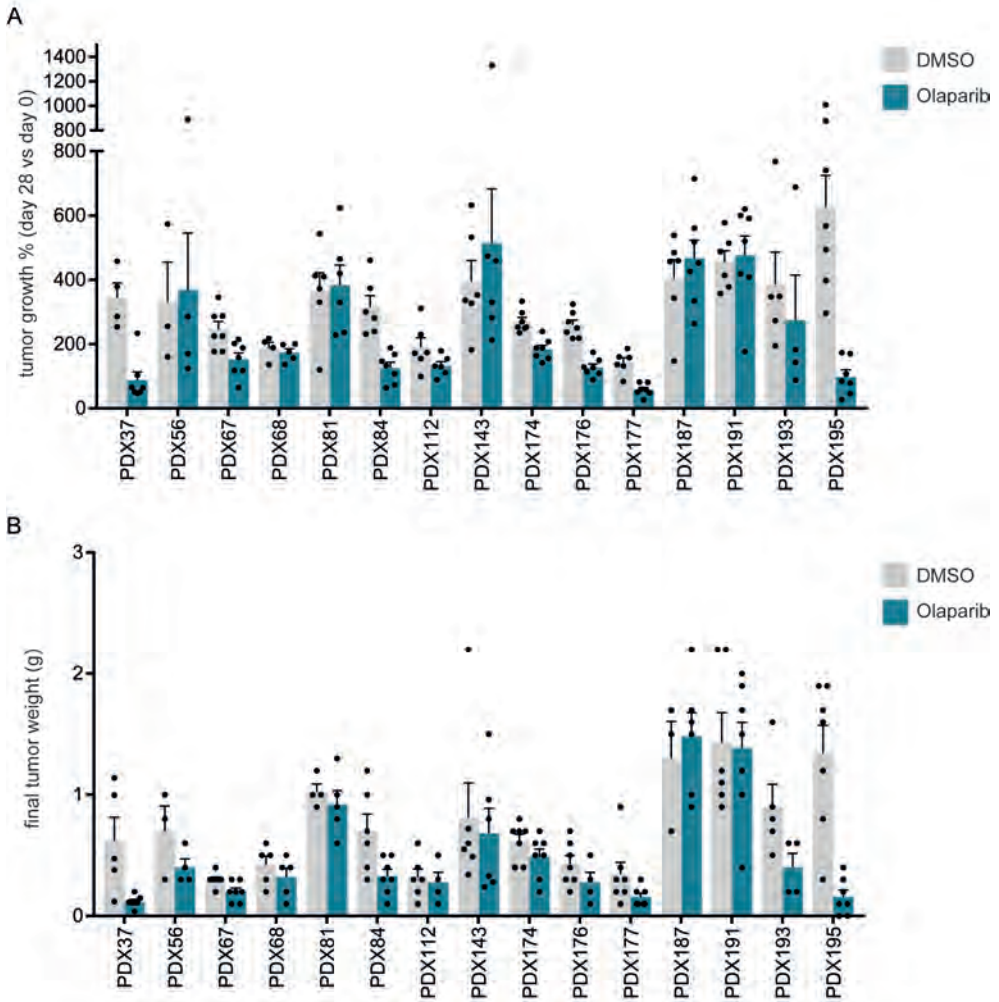 A
tumor growth % (day 28 vs day 0)
1400
1200
1000
800
800
600
400
200
0
DMSO
Olaparib
PDX37
PDX56
PDX67
PDX68
PDX81
PDX84
PDX112
PDX143
PDX174
PDX176
PDX177
PDX187
PDX191
PDX193
PDX195
B
final tumor weight (g)
3
2
1
0
DMSO
Olaparib
PDX37
PDX56
PDX67
PDX68
PDX81
PDX84
PDX112
PDX143
PDX174
PDX176
PDX177
PDX187
PDX191
PDX193
PDX195